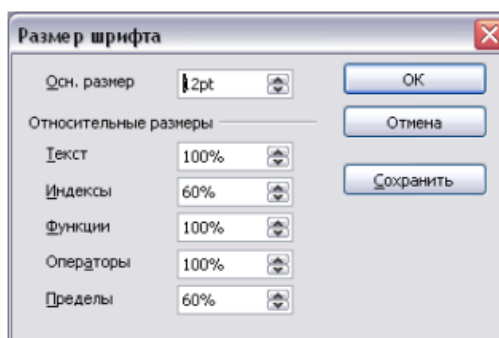 Размер шрифта
Осн. размер 12pt ОК
Относительные размеры Отмена
Текст 100%
Индексы 60% Сохранить
Функции 100%
Операторы 100%
Пределы 60%